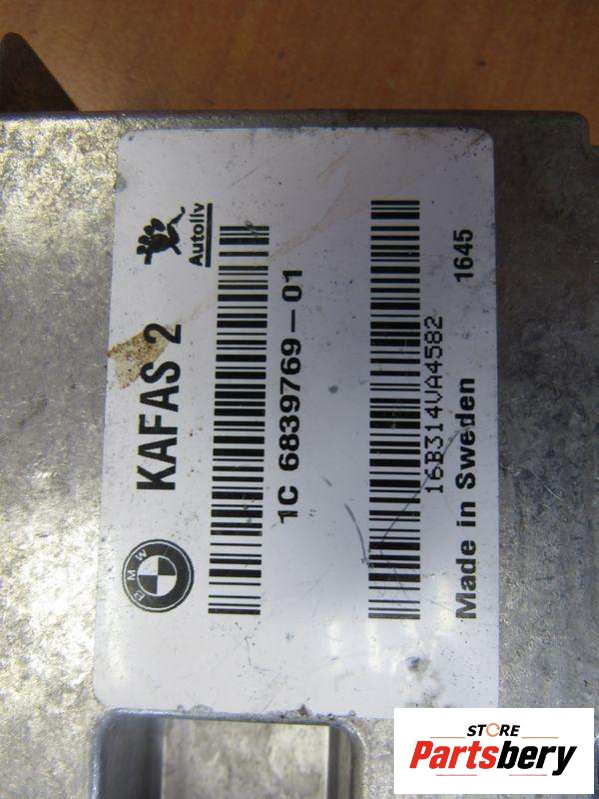 BMW
KAFAS 2
Autoliv
1C 6839769-01
16B314VA4582
Made in Sweden 1645
STORE
Partsbery